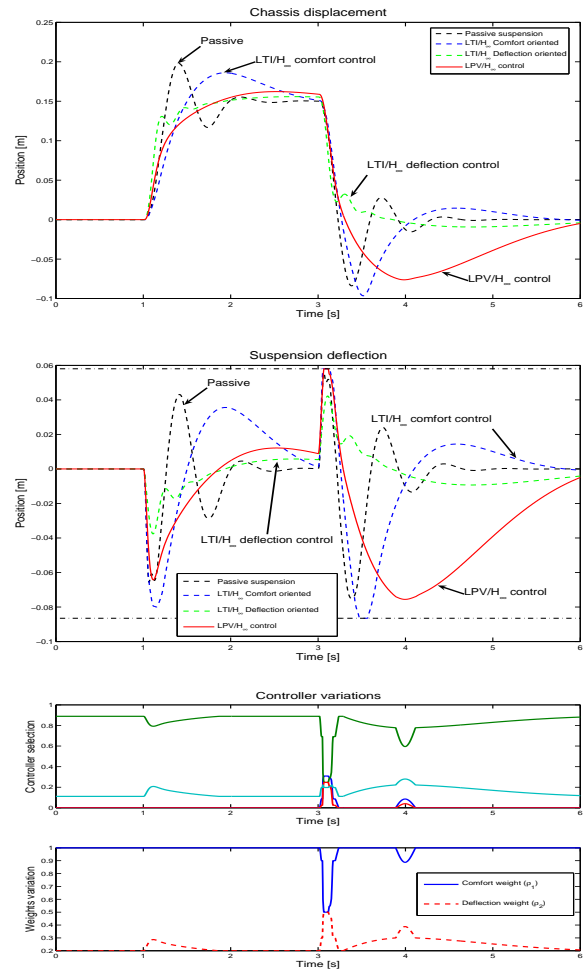 Chassis displacement
0.25
0.2
0.15
0.1
0.05
0
−0.05
−0.1
Position [m]
Passive
LTI/H_ comfort control
LTI/H_ deflection control
LPV/H_ control
Passive suspension
LTI/H_ Comfort oriented
LTI/H_ Deflection oriented
LPV/H_ control
0 1 2 3 4 5 6
Time [s]
Suspension deflection
0.06
0.04
0.02
0
−0.02
−0.04
−0.06
−0.08
−0.1
Position [m]
Passive
LTI/H_ comfort control
LTI/H_ deflection control
LPV/H_ control
Passive suspension
LTI/H_ Comfort oriented
LTI/H_ Deflection oriented
LPV/H_ control
0 1 2 3 4 5 6
Time [s]
Controller variations
1
0.8
0.6
0.4
0.2
0
Controller selection
0 1 2 3 4 5 6
Time [s]
1
0.9
0.8
0.7
0.6
0.5
0.4
0.3
0.2
Weights variation
Comfort weight (ρ₁)
Deflection weight (ρ₂)
0 1 2 3 4 5 6
Time [s]